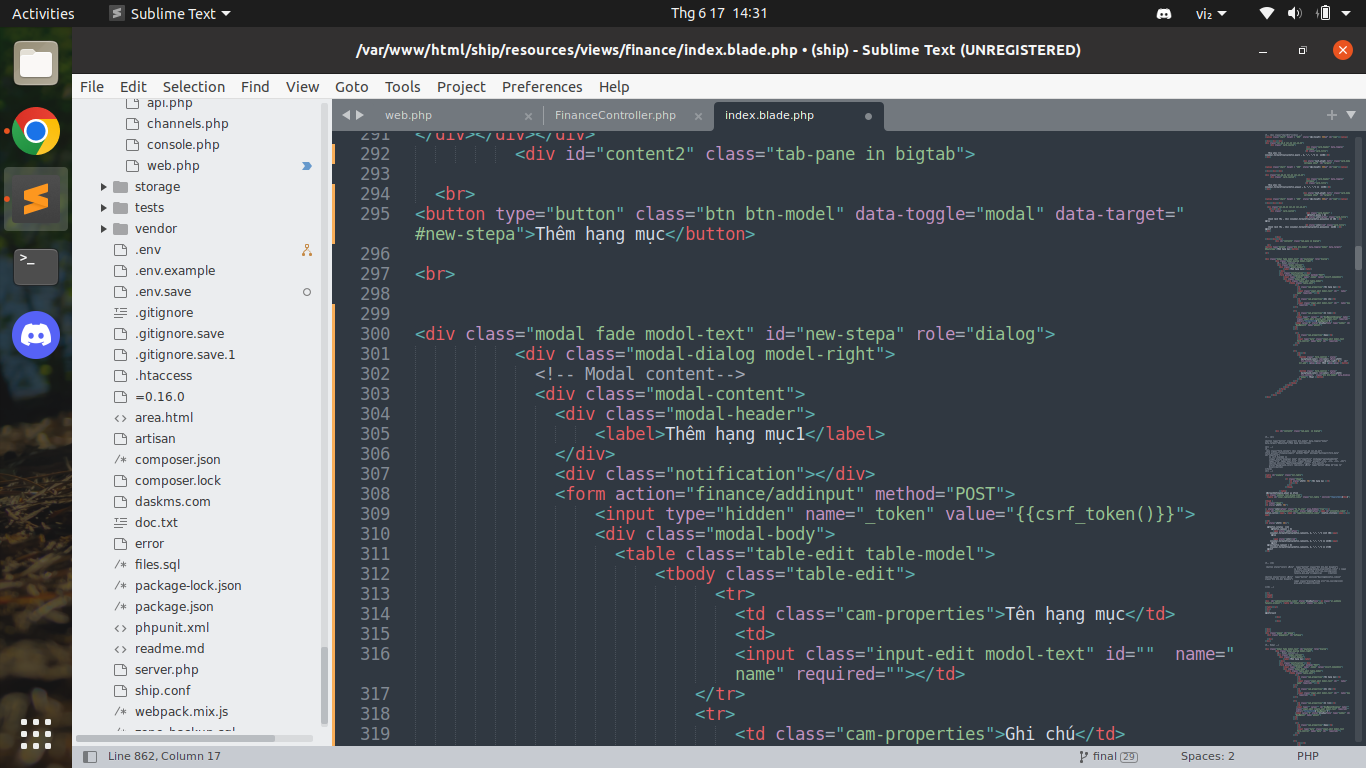 Activities
Sublime Text
Thg 6 17 14:31
vi₂
/var/www/html/ship/resources/views/finance/index.blade.php • (ship) - Sublime Text (UNREGISTERED)
File Edit Selection Find View Goto Tools Project Preferences Help
api.php
channels.php
console.php
web.php
storage
tests
vendor
.env
.env.example
.env.save
.gitignore
.gitignore.save
.gitignore.save.1
.htaccess
=0.16.0
area.html
artisan
composer.json
composer.lock
daskms.com
doc.txt
error
files.sql
package-lock.json
package.json
phpunit.xml
readme.md
server.php
ship.conf
webpack.mix.js
web.php
FinanceController.php
index.blade.php
291 </div></div></div>
292 <div id="content2" class="tab-pane in bigtab">
293
294 <br>
295 <button type="button" class="btn btn-model" data-toggle="modal" data-target="
#new-stepa">Thêm hạng mục</button>
296
297 <br>
298
299
300 <div class="modal fade modol-text" id="new-stepa" role="dialog">
301 <div class="modal-dialog model-right">
302 <!-- Modal content-->
303 <div class="modal-content">
304 <div class="modal-header">
305 <label>Thêm hạng mục1</label>
306 </div>
307 <div class="notification"></div>
308 <form action="finance/addinput" method="POST">
309 <input type="hidden" name="_token" value="{{csrf_token()}}">
310 <div class="modal-body">
311 <table class="table-edit table-model">
312 <tbody class="table-edit">
313 <tr>
314 <td class="cam-properties">Tên hạng mục</td>
315 <td>
316 <input class="input-edit modol-text" id="" name="
name" required=""></td>
317 </tr>
318 <tr>
319 <td class="cam-properties">Ghi chú</td>
Line 862, Column 17
final 29
Spaces: 2
PHP